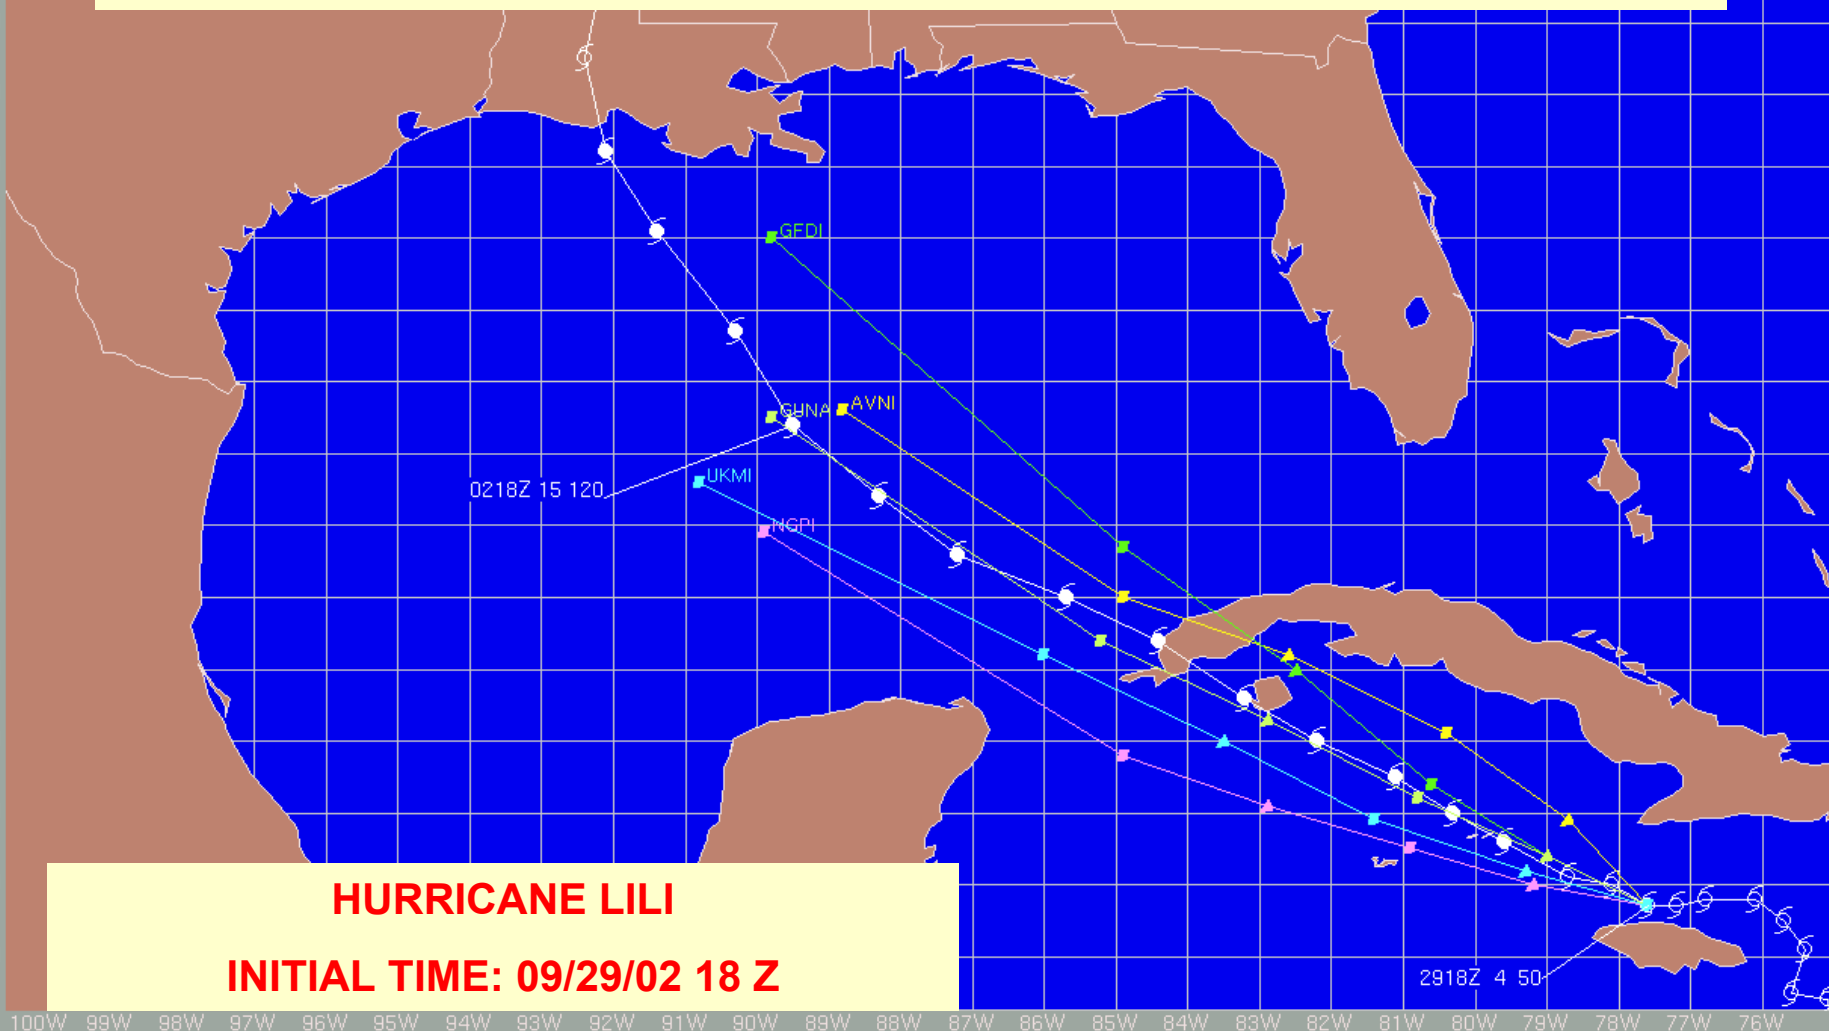 GFDI
GUNA
AVNI
UKMI
0218Z 15 120
NGPI
HURRICANE LILI
INITIAL TIME: 09/29/02 18 Z
2918Z 4 50
100W 99W 98W 97W 96W 95W 94W 93W 92W 91W 90W 89W 88W 87W 86W 85W 84W 83W 82W 81W 80W 79W 78W 77W 76W